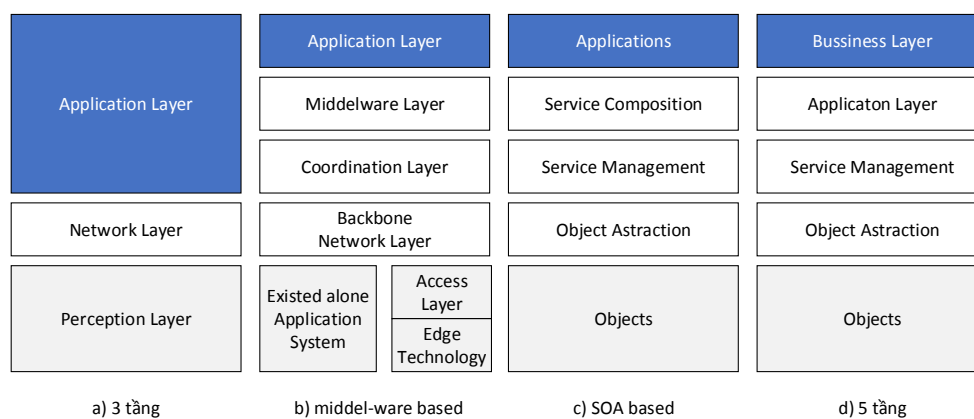 Application Layer
Network Layer
Perception Layer
a) 3 tầng
Application Layer
Middelware Layer
Coordination Layer
Backbone
Network Layer
Existed alone
Application
System
Access
Layer
Edge
Technology
b) middel-ware based
Applications
Service Composition
Service Management
Object Astraction
Objects
c) SOA based
Bussiness Layer
Applicaton Layer
Service Management
Object Astraction
Objects
d) 5 tầng